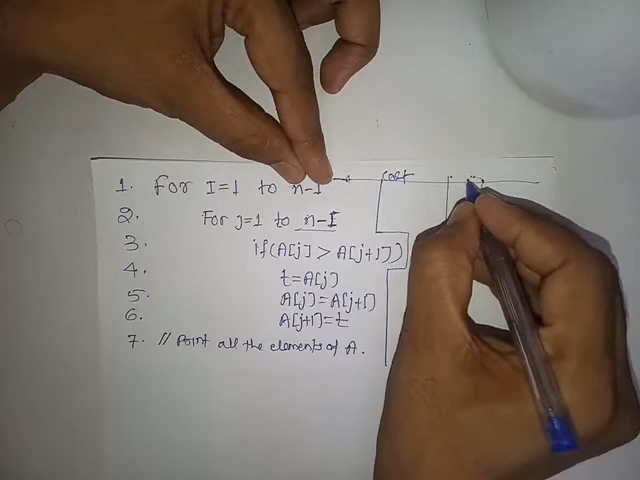 1. For I=1 to n-1 cost
2. For j=1 to n-I
3. if(A[j] > A[j+1])
4. t=A[j]
5. A[j]=A[j+1]
6. A[j+1]=t
7. // Point all the elements of A.